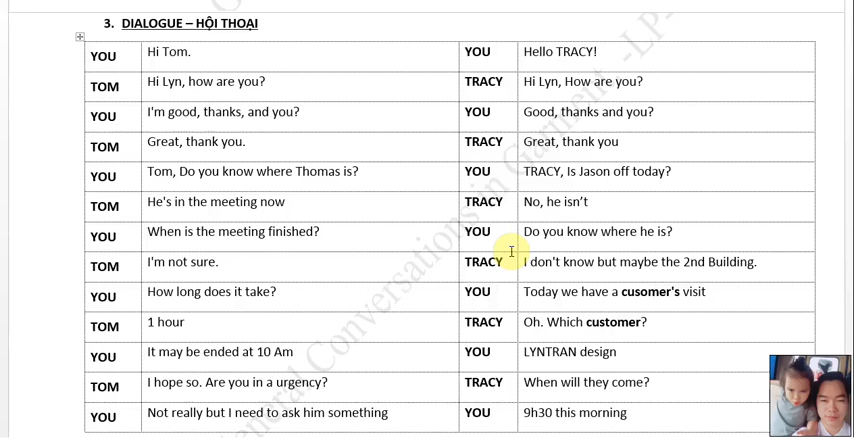 3. DIALOGUE – HỘI THOẠI
YOU Hi Tom. YOU Hello TRACY!
TOM Hi Lyn, how are you? TRACY Hi Lyn, How are you?
YOU I'm good, thanks, and you? YOU Good, thanks and you?
TOM Great, thank you. TRACY Great, thank you
YOU Tom, Do you know where Thomas is? YOU TRACY, Is Jason off today?
TOM He's in the meeting now TRACY No, he isn't
YOU When is the meeting finished? YOU Do you know where he is?
TOM I'm not sure. TRACY I don't know but maybe the 2nd Building.
YOU How long does it take? YOU Today we have a cusomer's visit
TOM 1 hour TRACY Oh. Which customer?
YOU It may be ended at 10 Am YOU LYNTRAN design
TOM I hope so. Are you in a urgency? TRACY When will they come?
YOU Not really but I need to ask him something YOU 9h30 this morning
General Conversations in Garment -LP-